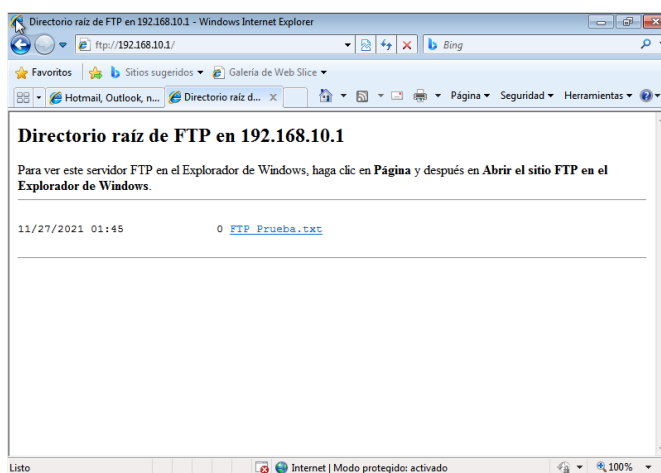 Directorio raíz de FTP en 192.168.10.1 - Windows Internet Explorer
ftp://192.168.10.1/
Bing
Favoritos
Sitios sugeridos
Galería de Web Slice
Hotmail, Outlook, n...
Directorio raíz d...
Página
Seguridad
Herramientas
Directorio raíz de FTP en 192.168.10.1
Para ver este servidor FTP en el Explorador de Windows, haga clic en Página y después en Abrir el sitio FTP en el
Explorador de Windows.
11/27/2021 01:45 0 FTP Prueba.txt
Listo
Internet | Modo protegido: activado
100%